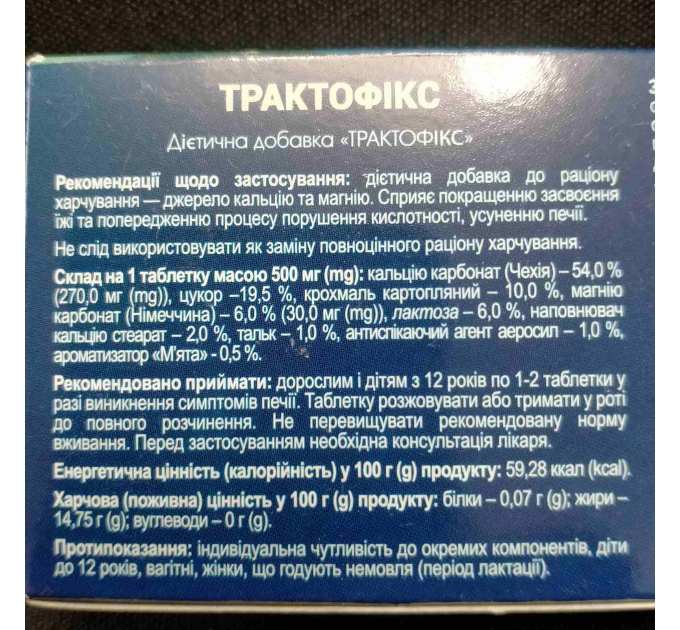 ТРАКТОФІКС
Дієтична добавка «ТРАКТОФІКС»
Рекомендації щодо застосування: дієтична добавка до раціону
харчування — джерело кальцію та магнію. Сприяє покращенню засвоєння
їжі та попередженню процесу порушення кислотності, усуненню печії.
Не слід використовувати як заміну повноцінного раціону харчування.
Склад на 1 таблетку масою 500 мг (mg): кальцію карбонат (Чехія) – 54,0 %
(270,0 мг (mg)), цукор –19,5 %, крохмаль картопляний – 10,0 %, магнію
карбонат (Німеччина) – 6,0 % (30,0 мг (mg)), лактоза – 6,0 %, наповнювач
кальцію стеарат – 2,0 %, тальк – 1,0 %, антиспікаючий агент аеросил – 1,0 %,
ароматизатор «М'ята» - 0,5 %.
Рекомендовано приймати: дорослим і дітям з 12 років по 1-2 таблетки у
разі виникнення симптомів печії. Таблетку розжовувати або тримати у роті
до повного розчинення. Не перевищувати рекомендовану норму
вживання. Перед застосуванням необхідна консультація лікаря.
Енергетична цінність (калорійність) у 100 г (g) продукту: 59,28 ккал (kcal).
Харчова (поживна) цінність у 100 г (g) продукту: білки – 0,07 г (g); жири –
14,75 г (g); вуглеводи – 0 г (g).
Протипоказання: індивідуальна чутливість до окремих компонентів, діти
до 12 років, вагітні, жінки, що годують немовля (період лактації).